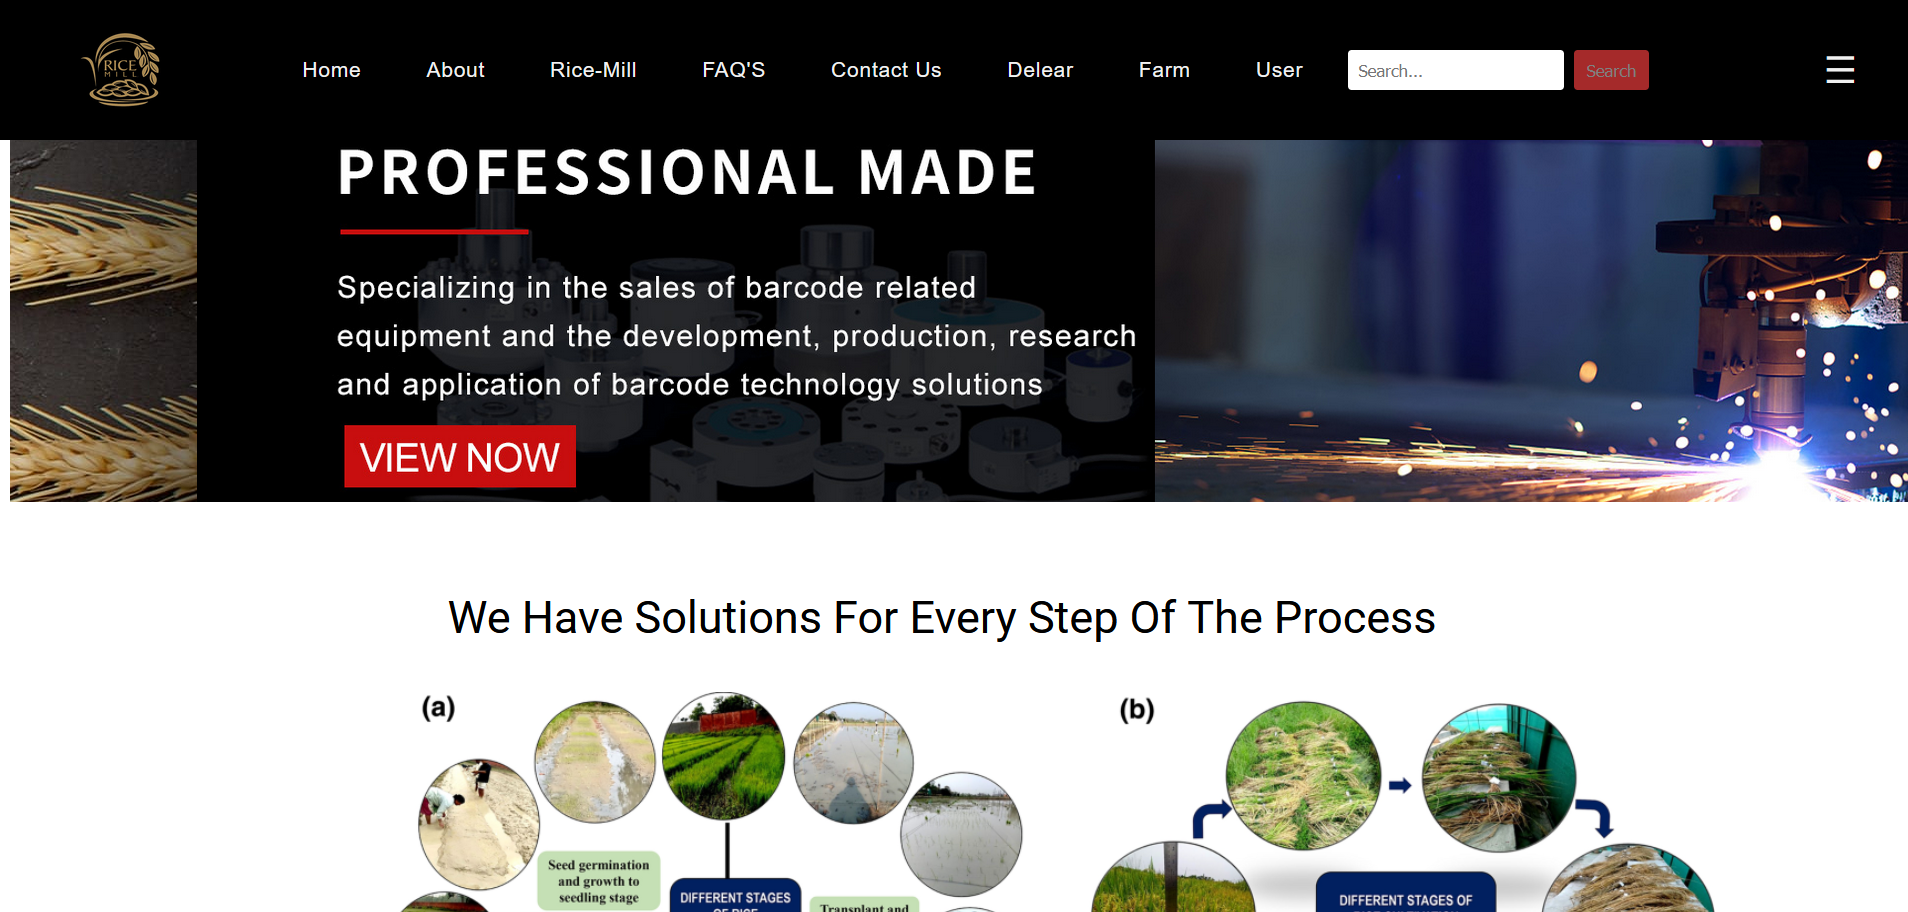 RICE
MILL
Home
About
Rice-Mill
FAQ'S
Contact Us
Delear
Farm
User
Search...
Search
☰
PROFESSIONAL MADE
Specializing in the sales of barcode related
equipment and the development, production, research
and application of barcode technology solutions
VIEW NOW
We Have Solutions For Every Step Of The Process
(a)
Seed germination
and growth to
seedling stage
DIFFERENT STAGES
OF RICE
Transplant and
(b)
DIFFERENT STAGES OF